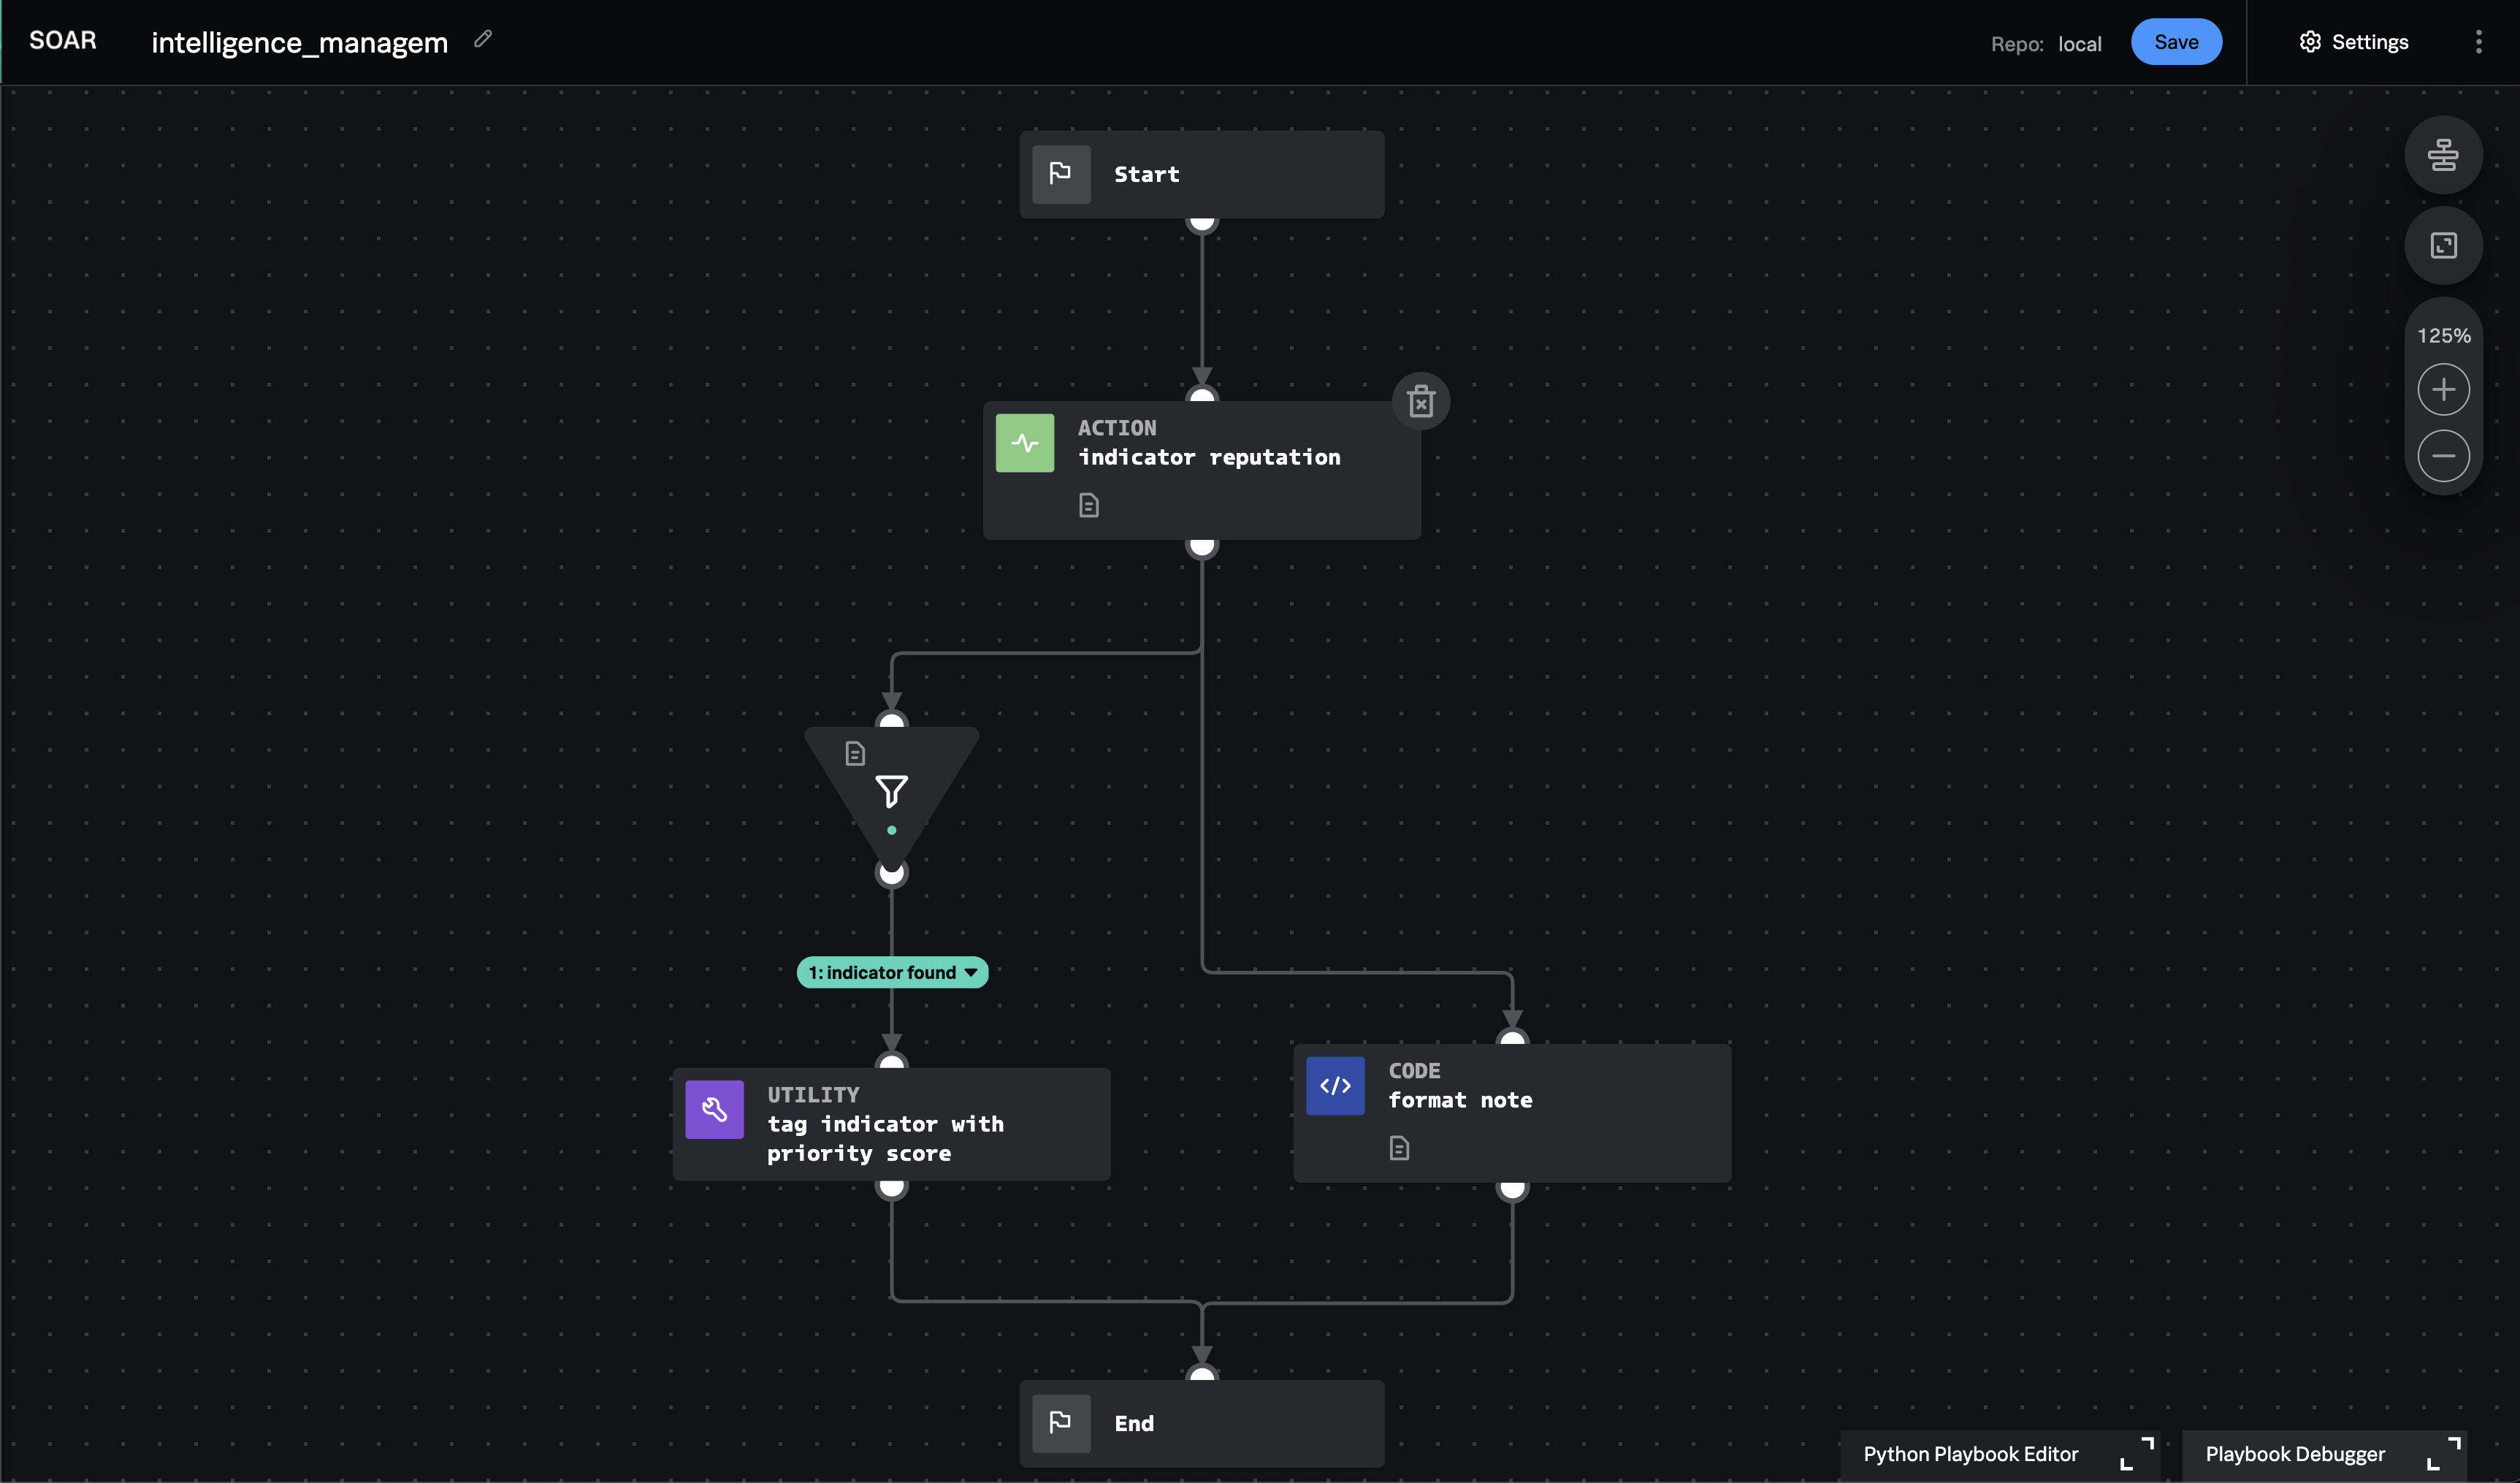 SOAR
intelligence_managem
Repo: local
Save
Settings
125%
Start
ACTION
indicator reputation
1: indicator found
UTILITY
tag indicator with
priority score
CODE
format note
End
Python Playbook Editor
Playbook Debugger